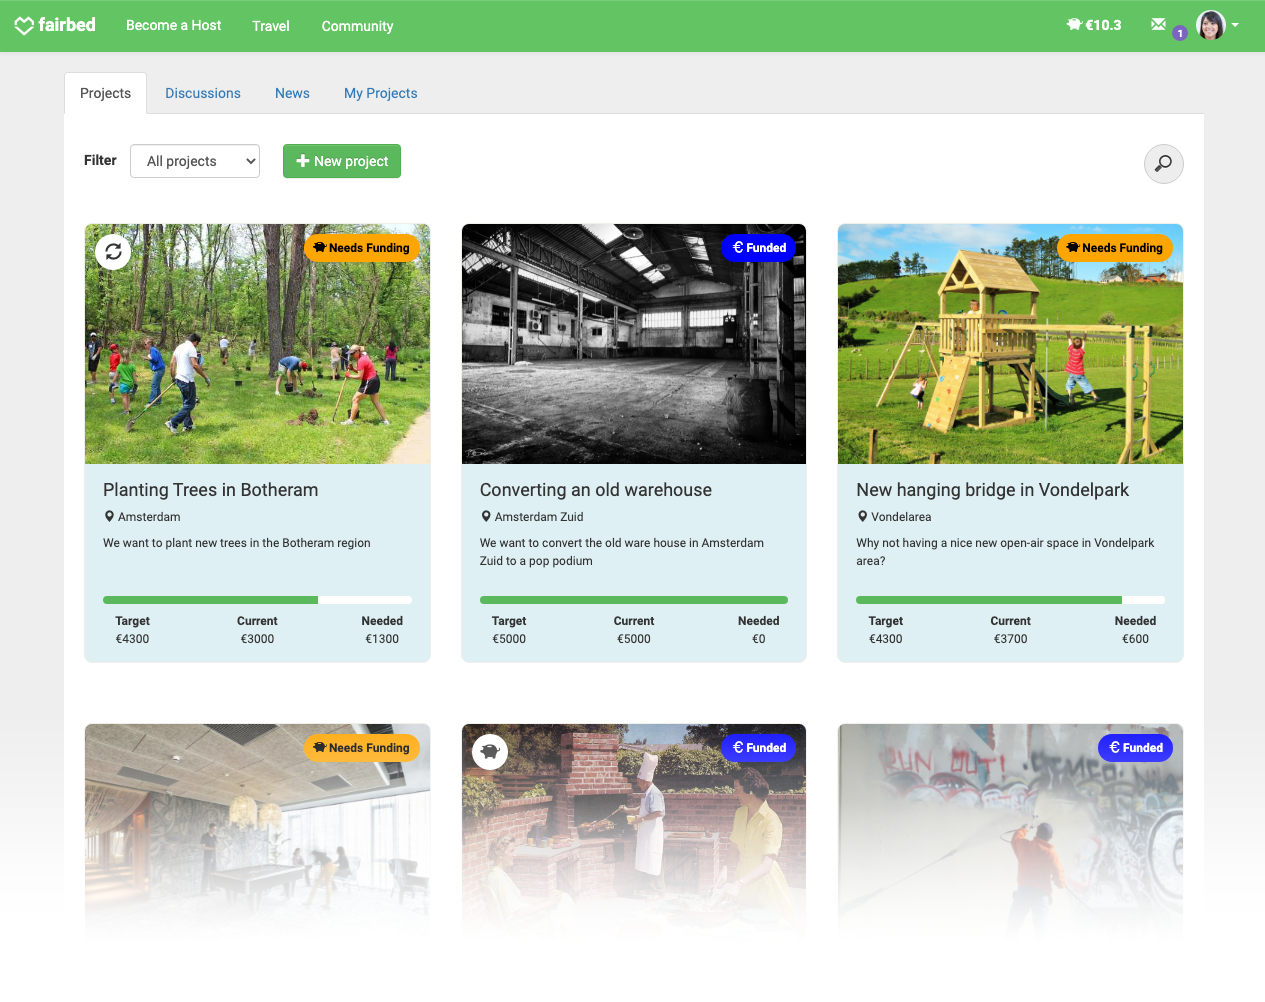 fairbed
Become a Host
Travel
Community
€10.3
1
Projects
Discussions
News
My Projects
Filter
All projects
New project
Needs Funding
€ Funded
Needs Funding
Planting Trees in Botheram
Amsterdam
We want to plant new trees in the Botheram region
Target
Current
Needed
€4300
€3000
€1300
Converting an old warehouse
Amsterdam Zuid
We want to convert the old ware house in Amsterdam
Zuid to a pop podium
Target
Current
Needed
€5000
€5000
€0
New hanging bridge in Vondelpark
Vondelarea
Why not having a nice new open-air space in Vondelpark
area?
Target
Current
Needed
€4300
€3700
€600
Needs Funding
€ Funded
€ Funded
RUN OUT!